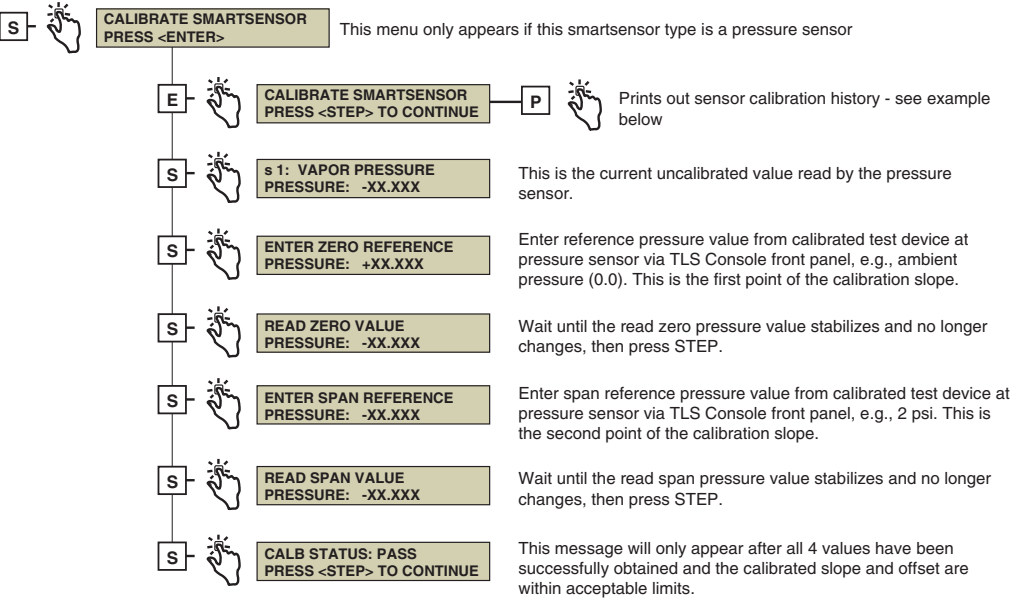 S
CALIBRATE SMARTSENSOR
PRESS <ENTER>
This menu only appears if this smartsensor type is a pressure sensor
E
CALIBRATE SMARTSENSOR
PRESS <STEP> TO CONTINUE
P
Prints out sensor calibration history - see example
below
S
s 1: VAPOR PRESSURE
PRESSURE: -XX.XXX
This is the current uncalibrated value read by the pressure
sensor.
S
ENTER ZERO REFERENCE
PRESSURE: +XX.XXX
Enter reference pressure value from calibrated test device at
pressure sensor via TLS Console front panel, e.g., ambient
pressure (0.0). This is the first point of the calibration slope.
S
READ ZERO VALUE
PRESSURE: -XX.XXX
Wait until the read zero pressure value stabilizes and no longer
changes, then press STEP.
S
ENTER SPAN REFERENCE
PRESSURE: -XX.XXX
Enter span reference pressure value from calibrated test device at
pressure sensor via TLS Console front panel, e.g., 2 psi. This is
the second point of the calibration slope.
S
READ SPAN VALUE
PRESSURE: -XX.XXX
Wait until the read span pressure value stabilizes and no longer
changes, then press STEP.
S
CALB STATUS: PASS
PRESS <STEP> TO CONTINUE
This message will only appear after all 4 values have been
successfully obtained and the calibrated slope and offset are
within acceptable limits.